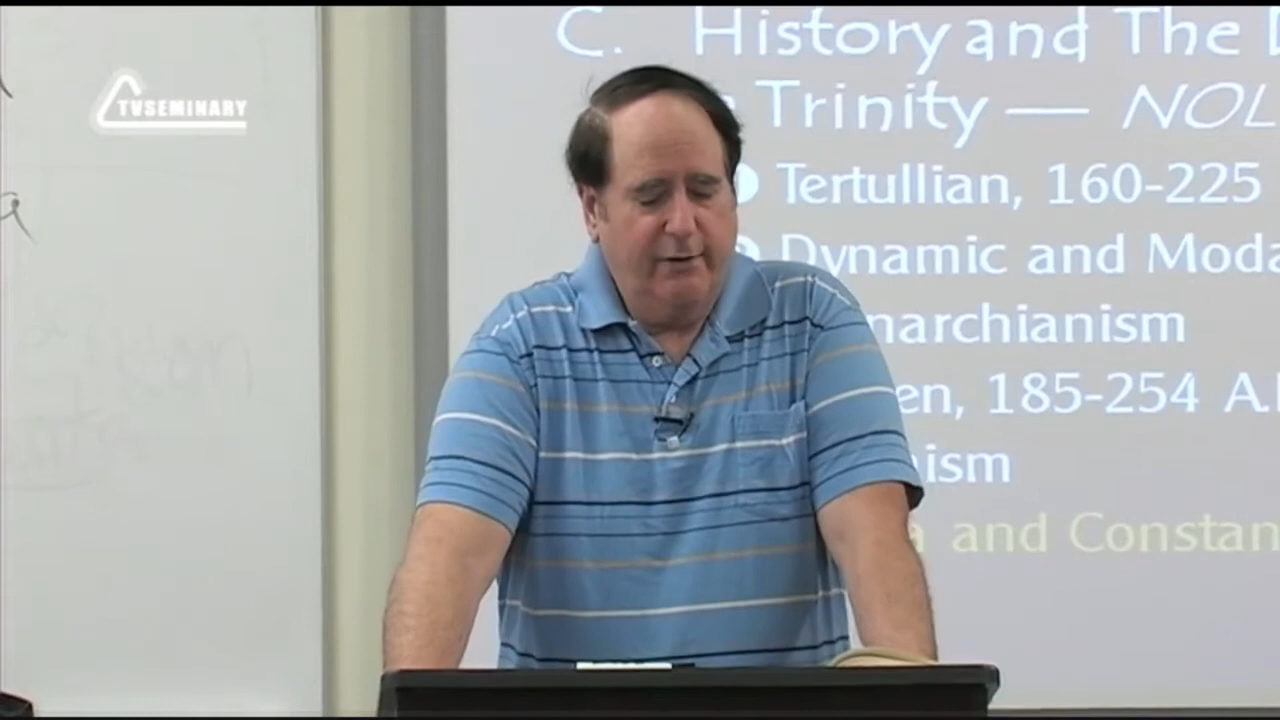 TVSEMINARY
C. History and The
Trinity — NOL
Tertullian, 160-225
Dynamic and Moda
narchianism
en, 185-254 A.
ism
and Constan